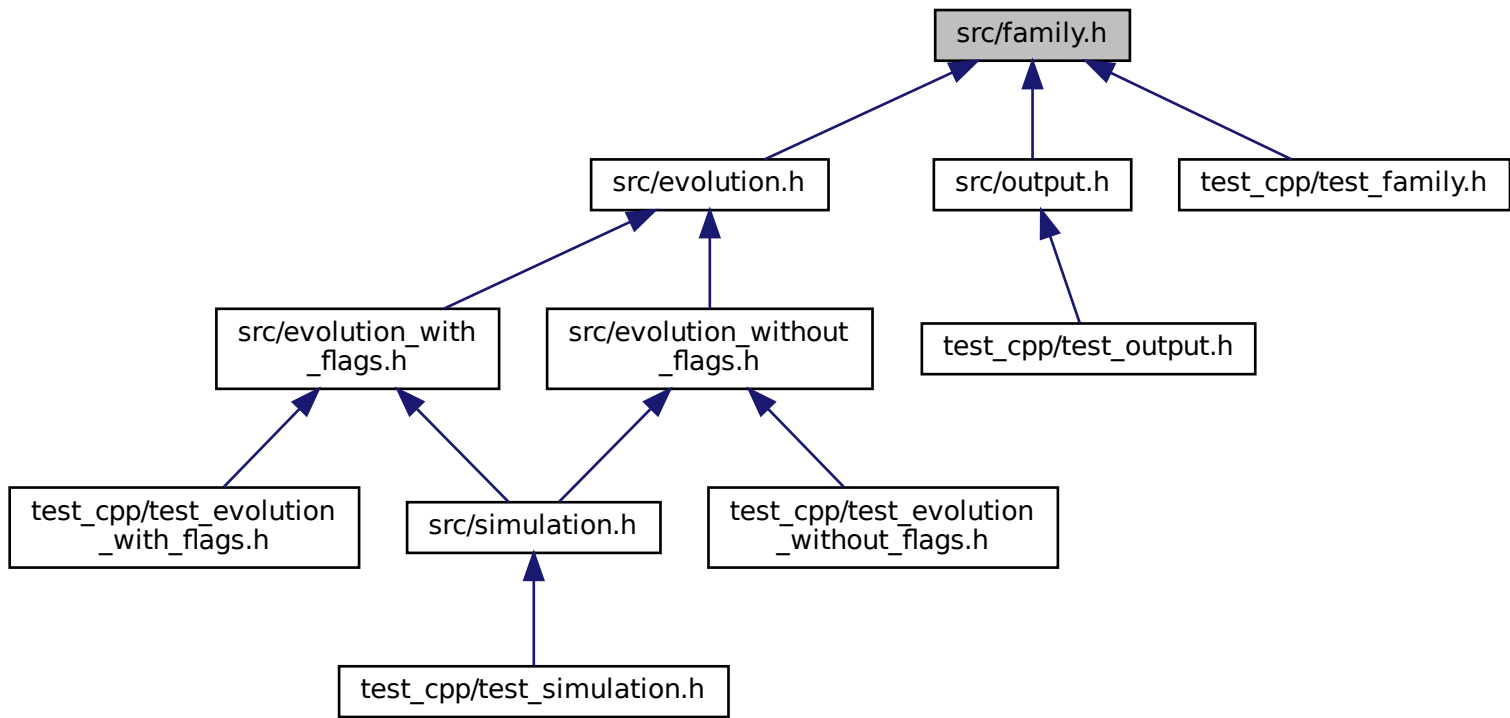 src/family.h
src/evolution.h
src/output.h
test_cpp/test_family.h
src/evolution_with
_flags.h
src/evolution_without
_flags.h
test_cpp/test_output.h
test_cpp/test_evolution
_with_flags.h
src/simulation.h
test_cpp/test_evolution
_without_flags.h
test_cpp/test_simulation.h